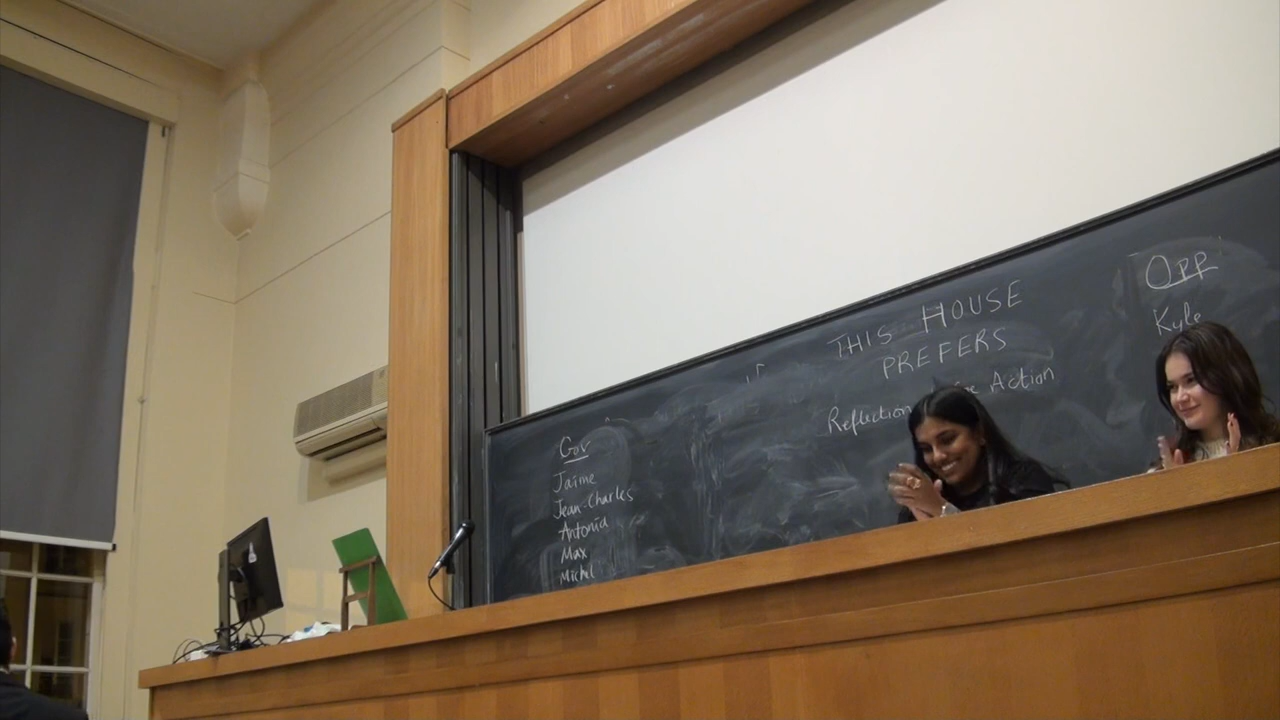 THIS HOUSE
PREFERS
Reflection Action
Gov
Jaime
Jean-Charles
Antonia
Max
Michel
Opp
Kyle